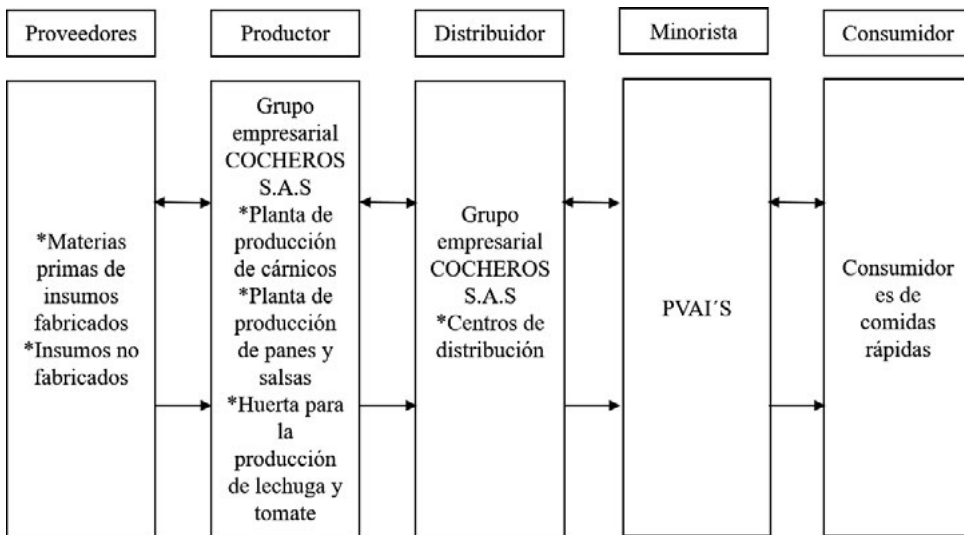 Proveedores
Productor
Distribuidor
Minorista
Consumidor
*Materias
primas de
insumos
fabricados
*Insumos no
fabricados
Grupo
empresarial
COCHEROS
S.A.S
*Planta de
producción
de cárnicos
*Planta de
producción
de panes y
salsas
*Huerta para
la
producción
de lechuga y
tomate
Grupo
empresarial
COCHEROS
S.A.S
*Centros de
distribución
PVAI´S
Consumidor
es de
comidas
rápidas